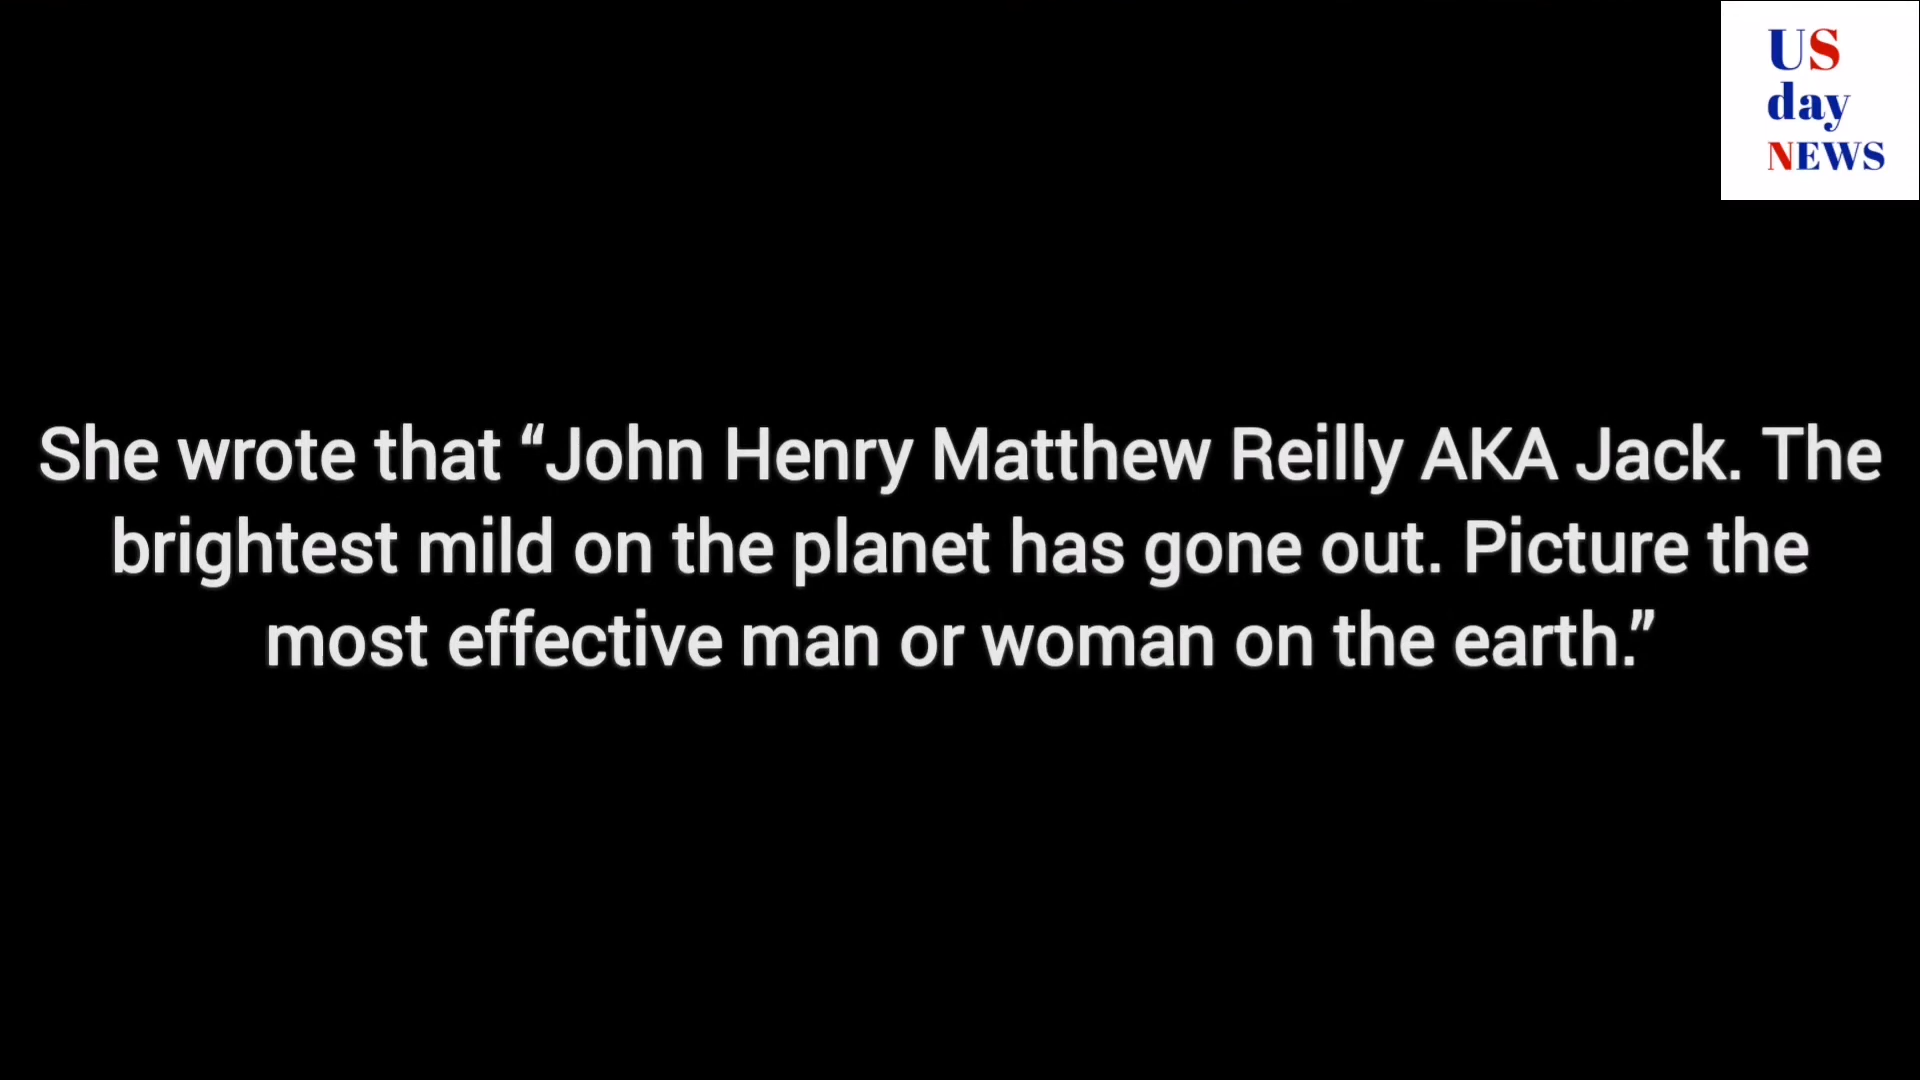 US
day
NEWS
She wrote that “John Henry Matthew Reilly AKA Jack. The
brightest mild on the planet has gone out. Picture the
most effective man or woman on the earth.”